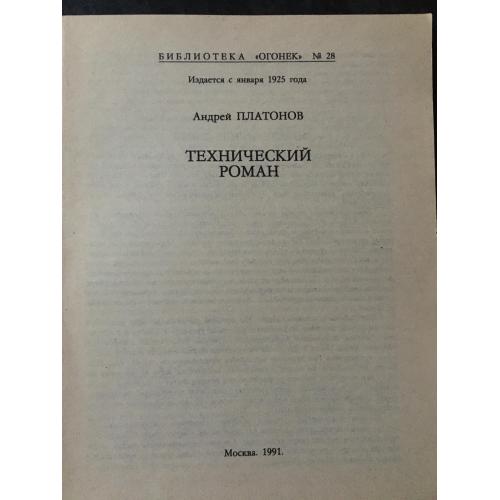 БИБЛИОТЕКА «ОГОНЕК» № 28
Издается с января 1925 года
Андрей ПЛАТОНОВ
ТЕХНИЧЕСКИЙ
РОМАН
Москва. 1991.